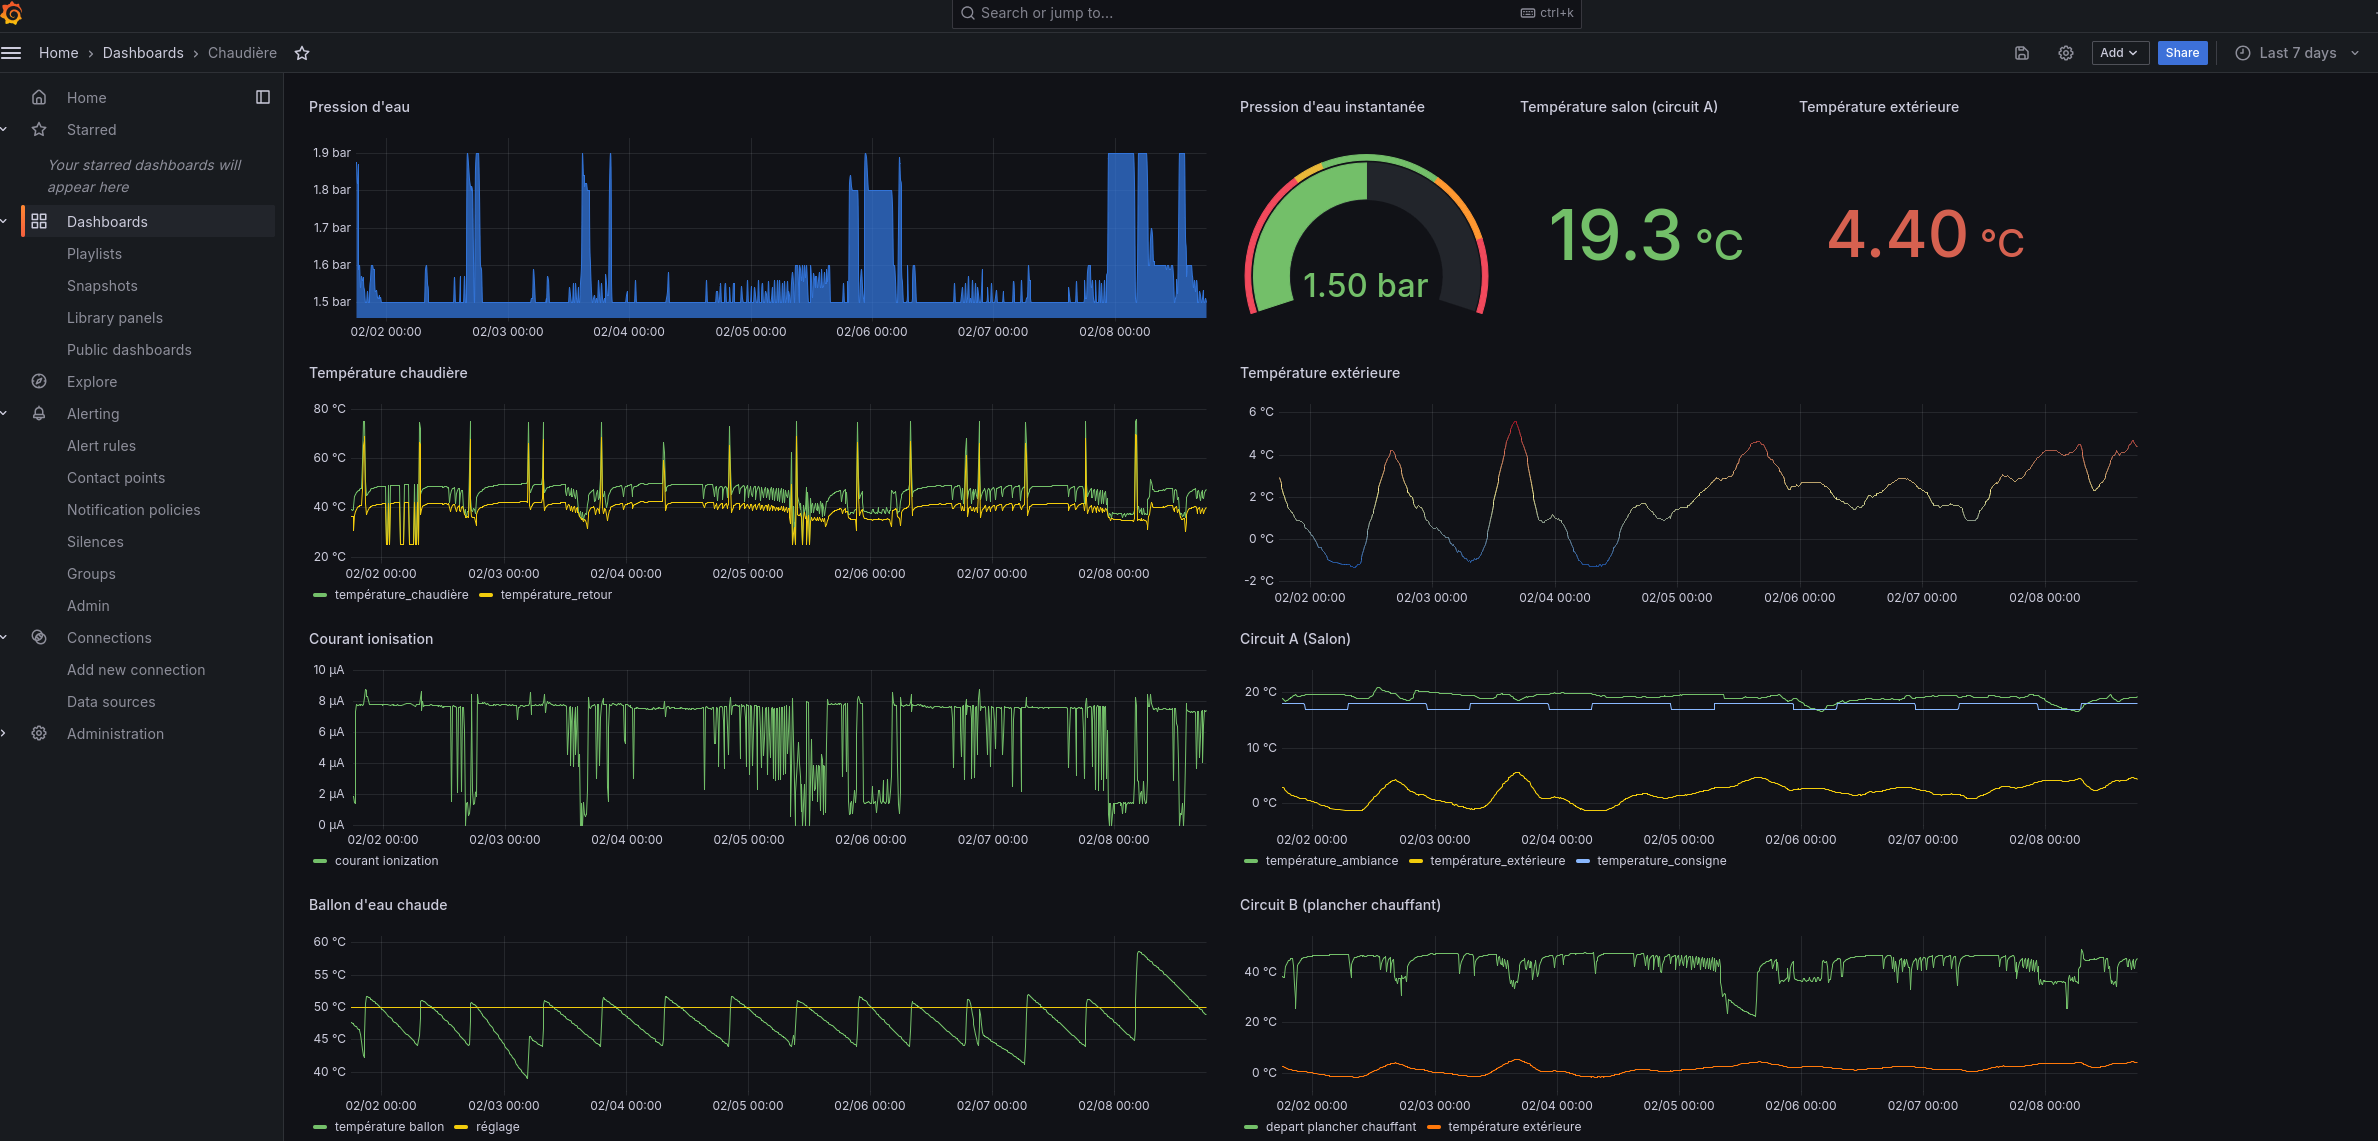 Search or jump to...
ctrl+k
Home › Dashboards › Chaudière
Add
Share
Last 7 days
Home
Starred
Your starred dashboards will
appear here
Dashboards
Playlists
Snapshots
Library panels
Public dashboards
Explore
Alerting
Alert rules
Contact points
Notification policies
Silences
Groups
Admin
Connections
Add new connection
Data sources
Administration
Pression d'eau
1.9 bar
1.8 bar
1.7 bar
1.6 bar
1.5 bar
02/02 00:00 02/03 00:00 02/04 00:00 02/05 00:00 02/06 00:00 02/07 00:00 02/08 00:00
Pression d'eau instantanée
1.50 bar
Température salon (circuit A)
19.3 °C
Température extérieure
4.40 °C
Température chaudière
80 °C
60 °C
40 °C
20 °C
02/02 00:00 02/03 00:00 02/04 00:00 02/05 00:00 02/06 00:00 02/07 00:00 02/08 00:00
température_chaudière température_retour
Température extérieure
6 °C
4 °C
2 °C
0 °C
-2 °C
02/02 00:00 02/03 00:00 02/04 00:00 02/05 00:00 02/06 00:00 02/07 00:00 02/08 00:00
Courant ionisation
10 µA
8 µA
6 µA
4 µA
2 µA
0 µA
02/02 00:00 02/03 00:00 02/04 00:00 02/05 00:00 02/06 00:00 02/07 00:00 02/08 00:00
courant ionization
Circuit A (Salon)
20 °C
10 °C
0 °C
02/02 00:00 02/03 00:00 02/04 00:00 02/05 00:00 02/06 00:00 02/07 00:00 02/08 00:00
température_ambiance température_extérieure temperature_consigne
Ballon d'eau chaude
60 °C
55 °C
50 °C
45 °C
40 °C
02/02 00:00 02/03 00:00 02/04 00:00 02/05 00:00 02/06 00:00 02/07 00:00 02/08 00:00
température ballon réglage
Circuit B (plancher chauffant)
40 °C
20 °C
0 °C
02/02 00:00 02/03 00:00 02/04 00:00 02/05 00:00 02/06 00:00 02/07 00:00 02/08 00:00
depart plancher chauffant température extérieure